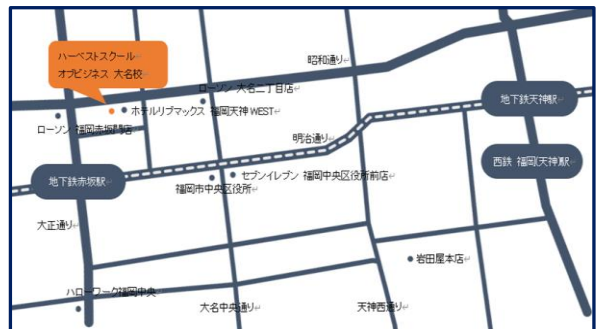 ハーベストスクール
オブビジネス 大名校
昭和通り
ローソン 大名二丁目店
ホテルリブマックス 福岡天神WEST
ローソン 福岡赤坂門店
地下鉄天神駅
明治通り
西鉄 福岡(天神)駅
地下鉄赤坂駅
セブンイレブン 福岡中央区役所前店
福岡市中央区役所
大正通り
岩田屋本店
ハローワーク福岡中央
大名中央通り
天神西通り